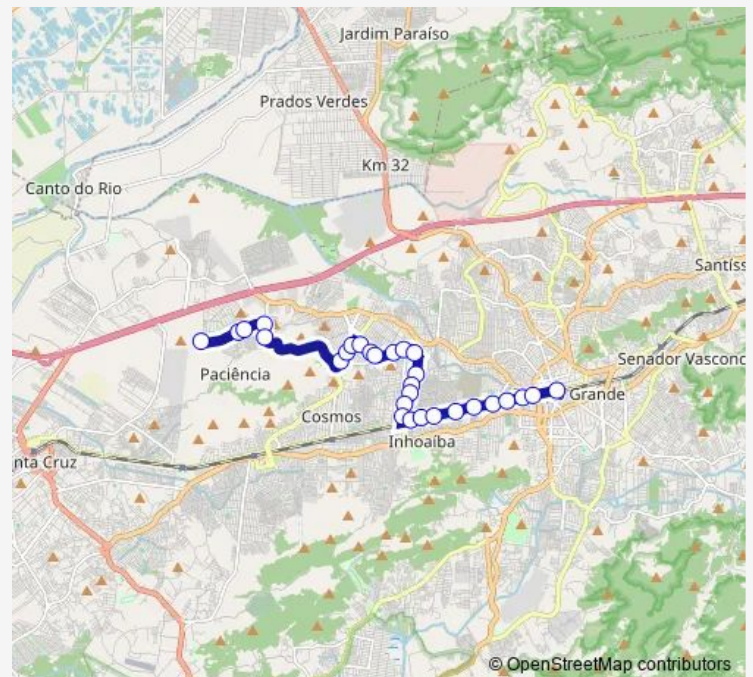 Jardim Paraíso
Prados Verdes
Km 32
Canto do Rio
Santíss
Paciência
Senador Vasconc
Grande
Cosmos
Inhoaíba
nta Cruz
© OpenStreetMap contributors